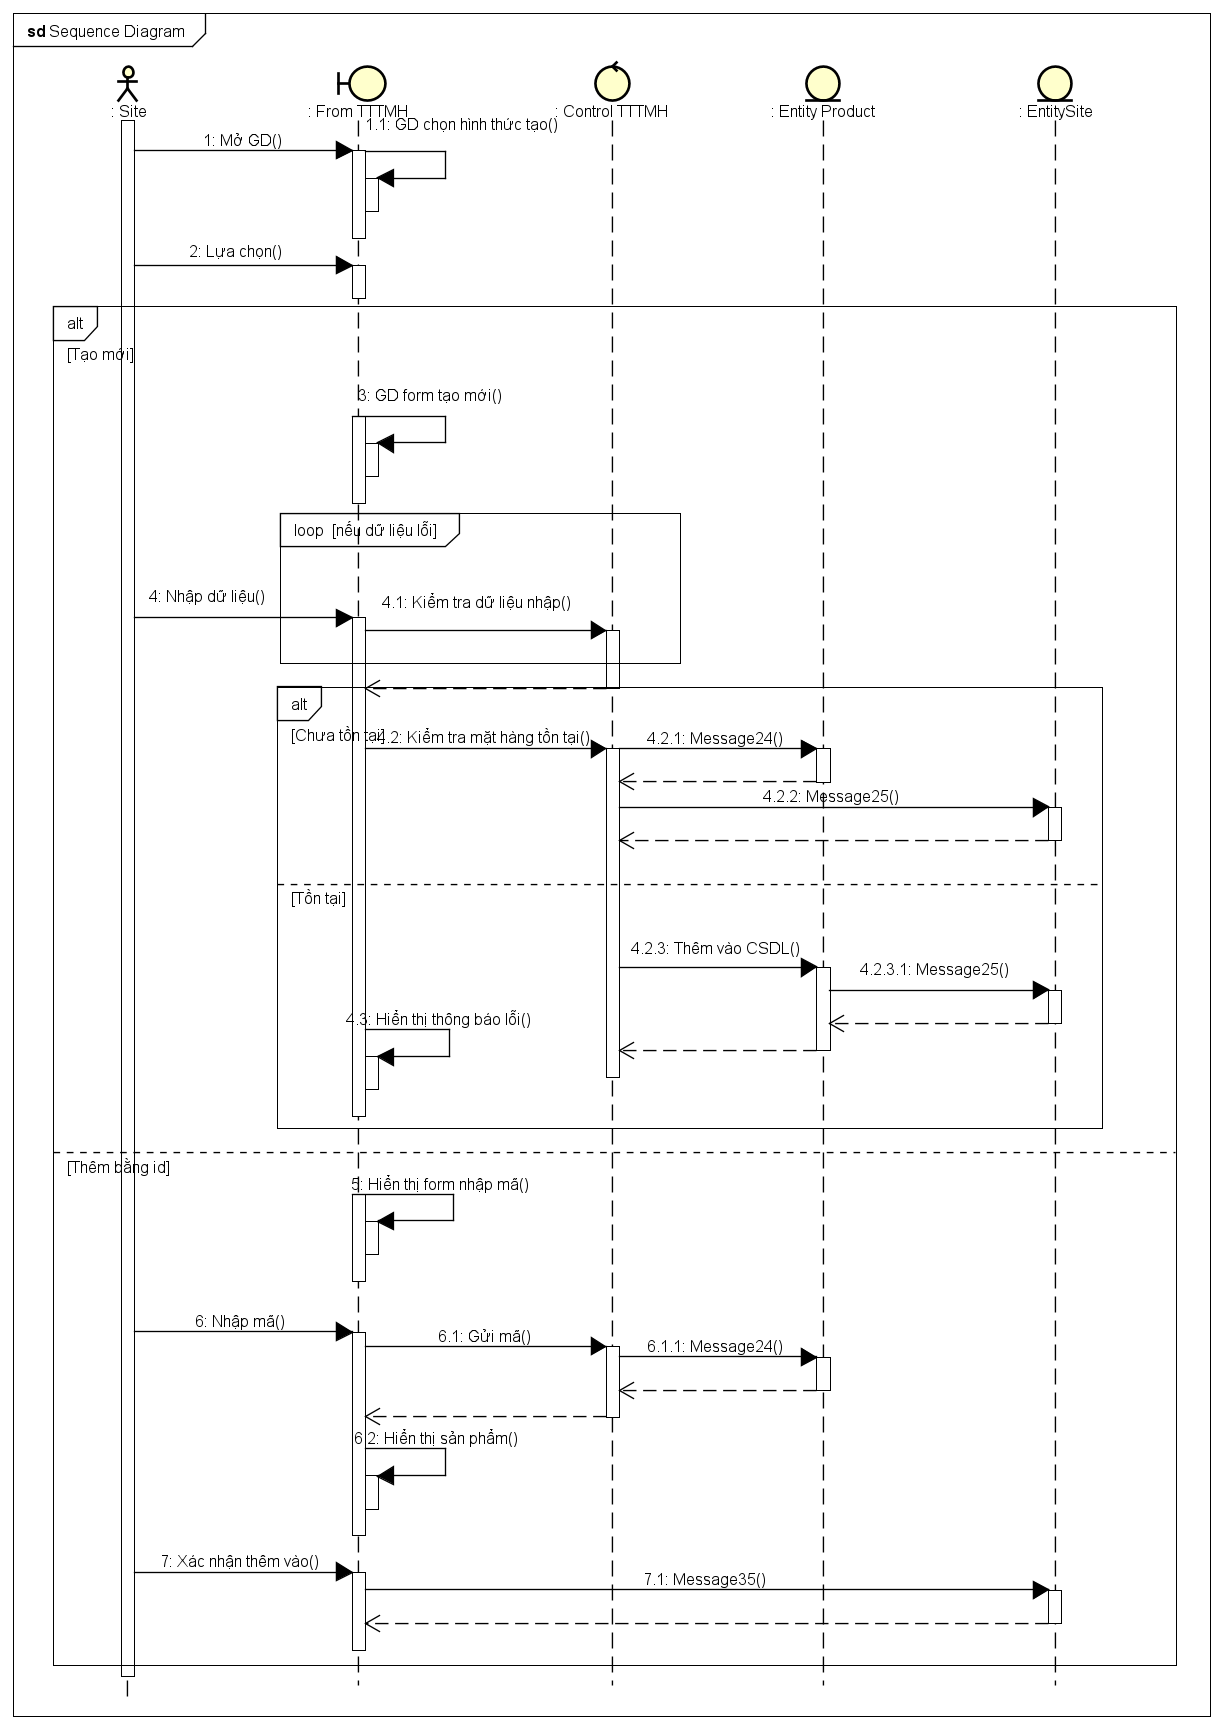 sd Sequence Diagram
: Site
: From TTTMH
: Control TTTMH
: Entity Product
: EntitySite
1.1: GD chọn hình thức tạo()
1: Mở GD()
2: Lựa chọn()
alt
[Tạo mới]
3: GD form tạo mới()
loop [nếu dữ liệu lỗi]
4: Nhập dữ liệu()
4.1: Kiểm tra dữ liệu nhập()
alt
[Chưa tồn tại]
4.2: Kiểm tra mặt hàng tồn tại()
4.2.1: Message24()
4.2.2: Message25()
[Tồn tại]
4.2.3: Thêm vào CSDL()
4.2.3.1: Message25()
4.3: Hiển thị thông báo lỗi()
[Thêm bằng id]
5: Hiển thị form nhập mã()
6: Nhập mã()
6.1: Gửi mã()
6.1.1: Message24()
6.2: Hiển thị sản phẩm()
7: Xác nhận thêm vào()
7.1: Message35()